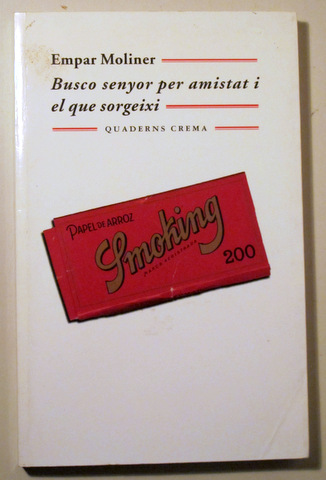 Empar Moliner
Busco senyor per amistat i
el que sorgeixi
QUADERNS CREMA
PAPEL DE ARROZ
Smoking
200